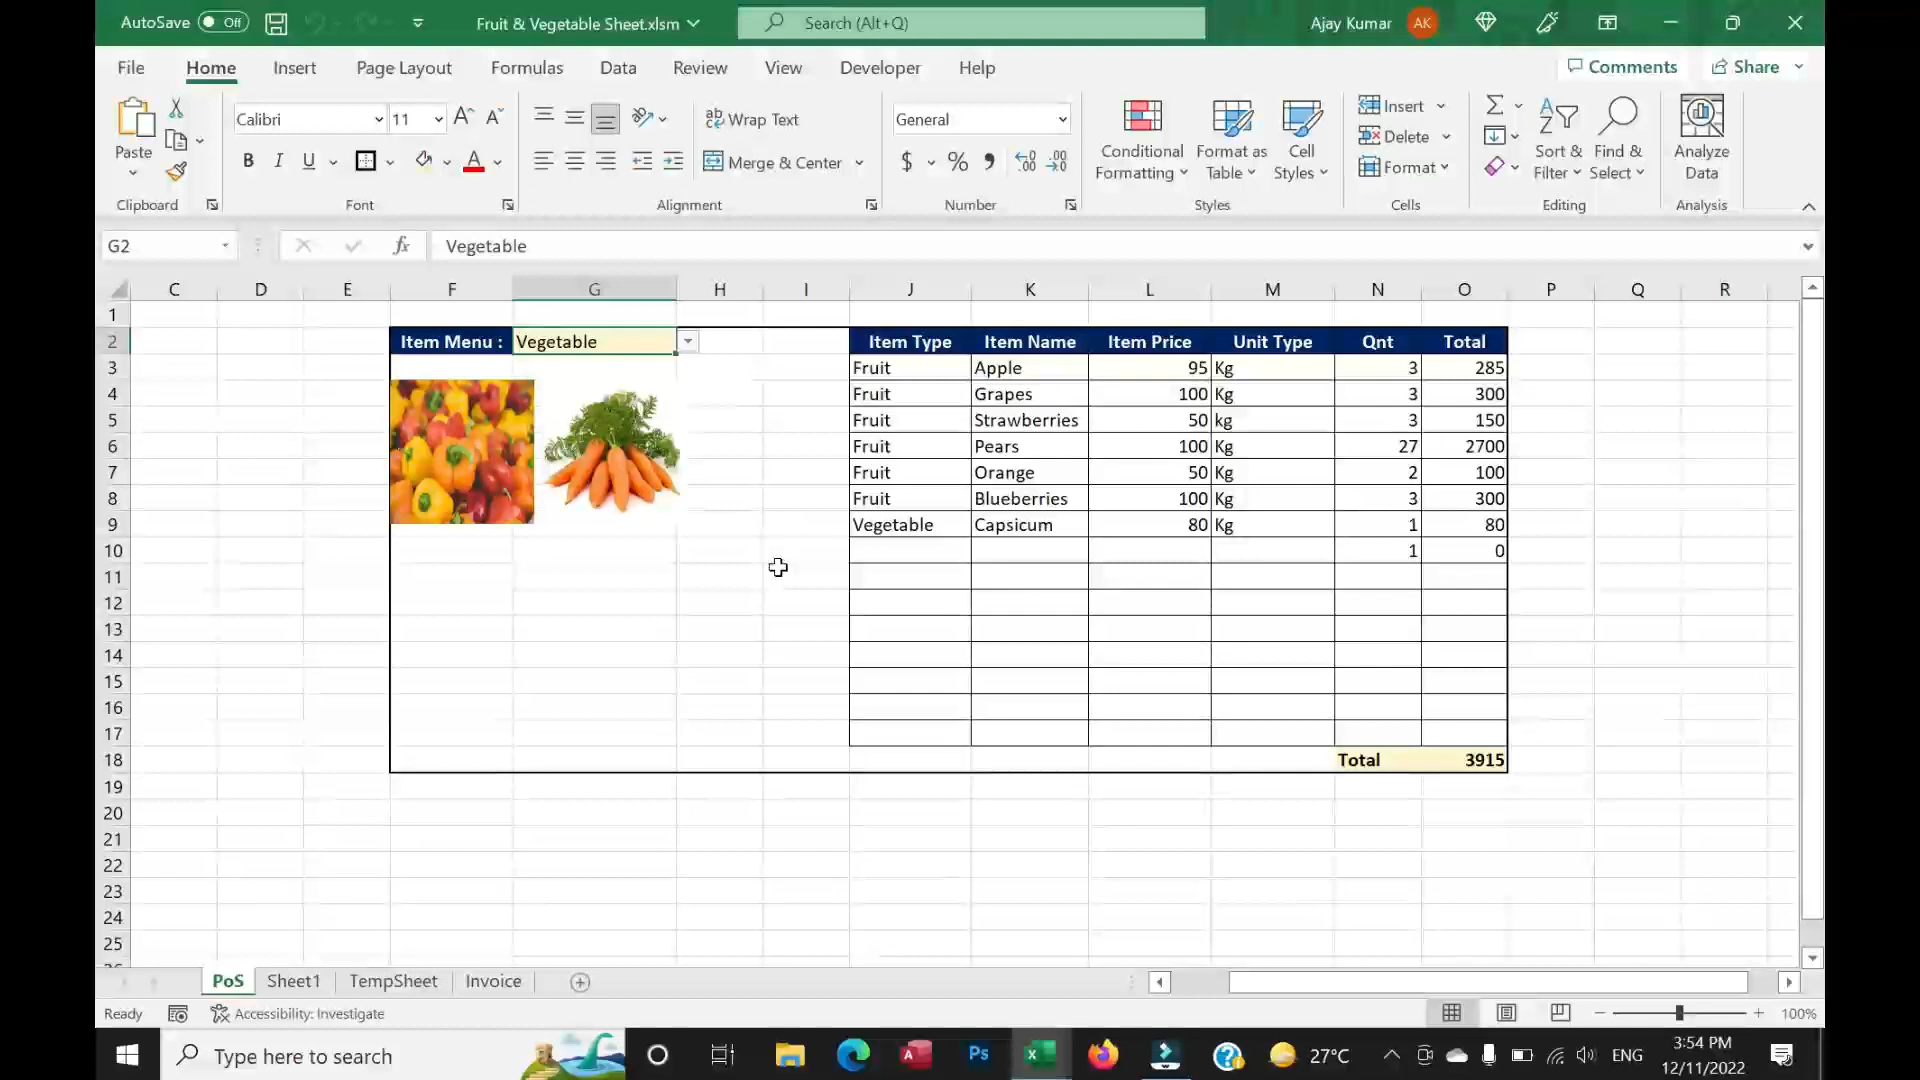 AutoSave Off Fruit & Vegetable Sheet.xlsm Search (Alt+Q) Ajay Kumar AK
File Home Insert Page Layout Formulas Data Review View Developer Help Comments Share
Calibri 11 Wrap Text General Insert
Paste B I U A Merge & Center $ % Conditional Formatting Format as Table Cell Styles Delete Format Sort & Filter Find & Select Analyze Data
Clipboard Font Alignment Number Styles Cells Editing Analysis
G2 fx Vegetable
C D E F G H I J K L M N O P Q R
1
2 Item Menu : Vegetable Item Type Item Name Item Price Unit Type Qnt Total
3 Fruit Apple 95 Kg 3 285
4 Fruit Grapes 100 Kg 3 300
5 Fruit Strawberries 50 kg 3 150
6 Fruit Pears 100 Kg 27 2700
7 Fruit Orange 50 Kg 2 100
8 Fruit Blueberries 100 Kg 3 300
9 Vegetable Capsicum 80 Kg 1 80
10 1 0
11
12
13
14
15
16
17
18 Total 3915
19
20
21
22
23
24
25
PoS Sheet1 TempSheet Invoice
Ready Accessibility: Investigate 100%
Type here to search Ps 27°C ENG 3:54 PM
12/11/2022